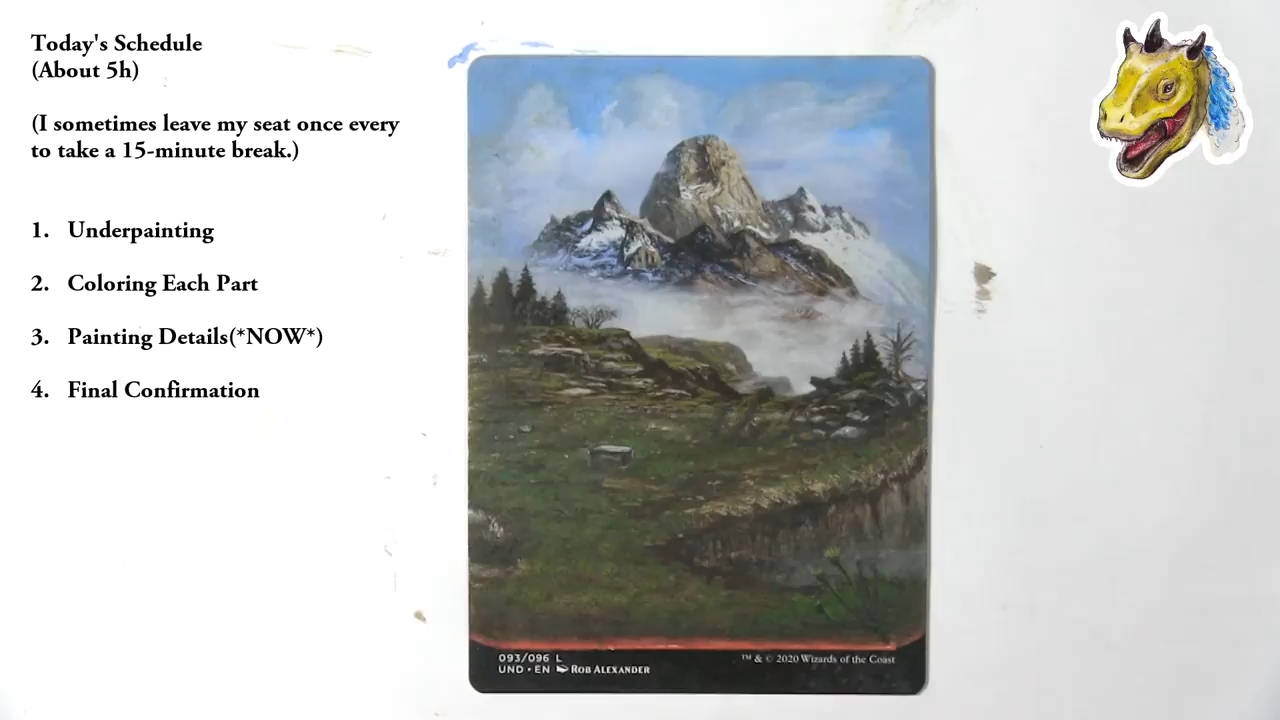 Today's Schedule
(About 5h)
(I sometimes leave my seat once every
to take a 15-minute break.)
1. Underpainting
2. Coloring Each Part
3. Painting Details(*NOW*)
4. Final Confirmation
093/096 L
UND • EN ROB ALEXANDER
™ & © 2020 Wizards of the Coast